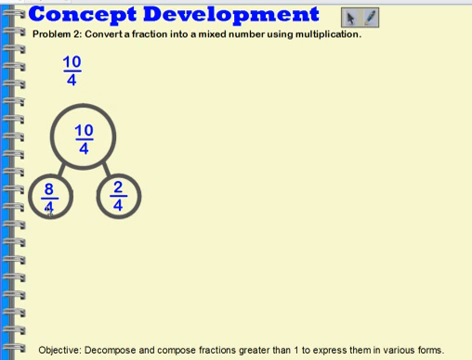 Concept Development
Problem 2: Convert a fraction into a mixed number using multiplication.
10
4
10
4
8
4
2
4
Objective: Decompose and compose fractions greater than 1 to express them in various forms.